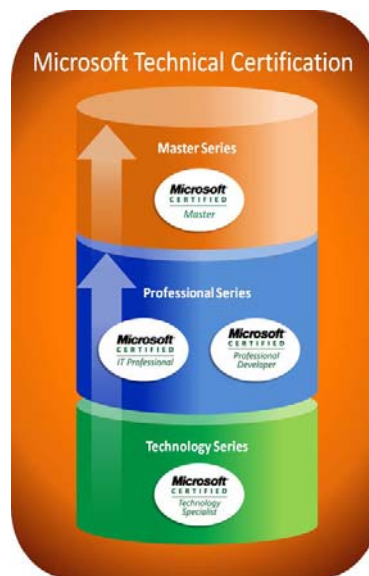 Microsoft Technical Certification
Master Series
Microsoft
CERTIFIED
Master
Professional Series
Microsoft
CERTIFIED
IT Professional
Microsoft
CERTIFIED
Professional
Developer
Technology Series
Microsoft
CERTIFIED
Technology
Specialist